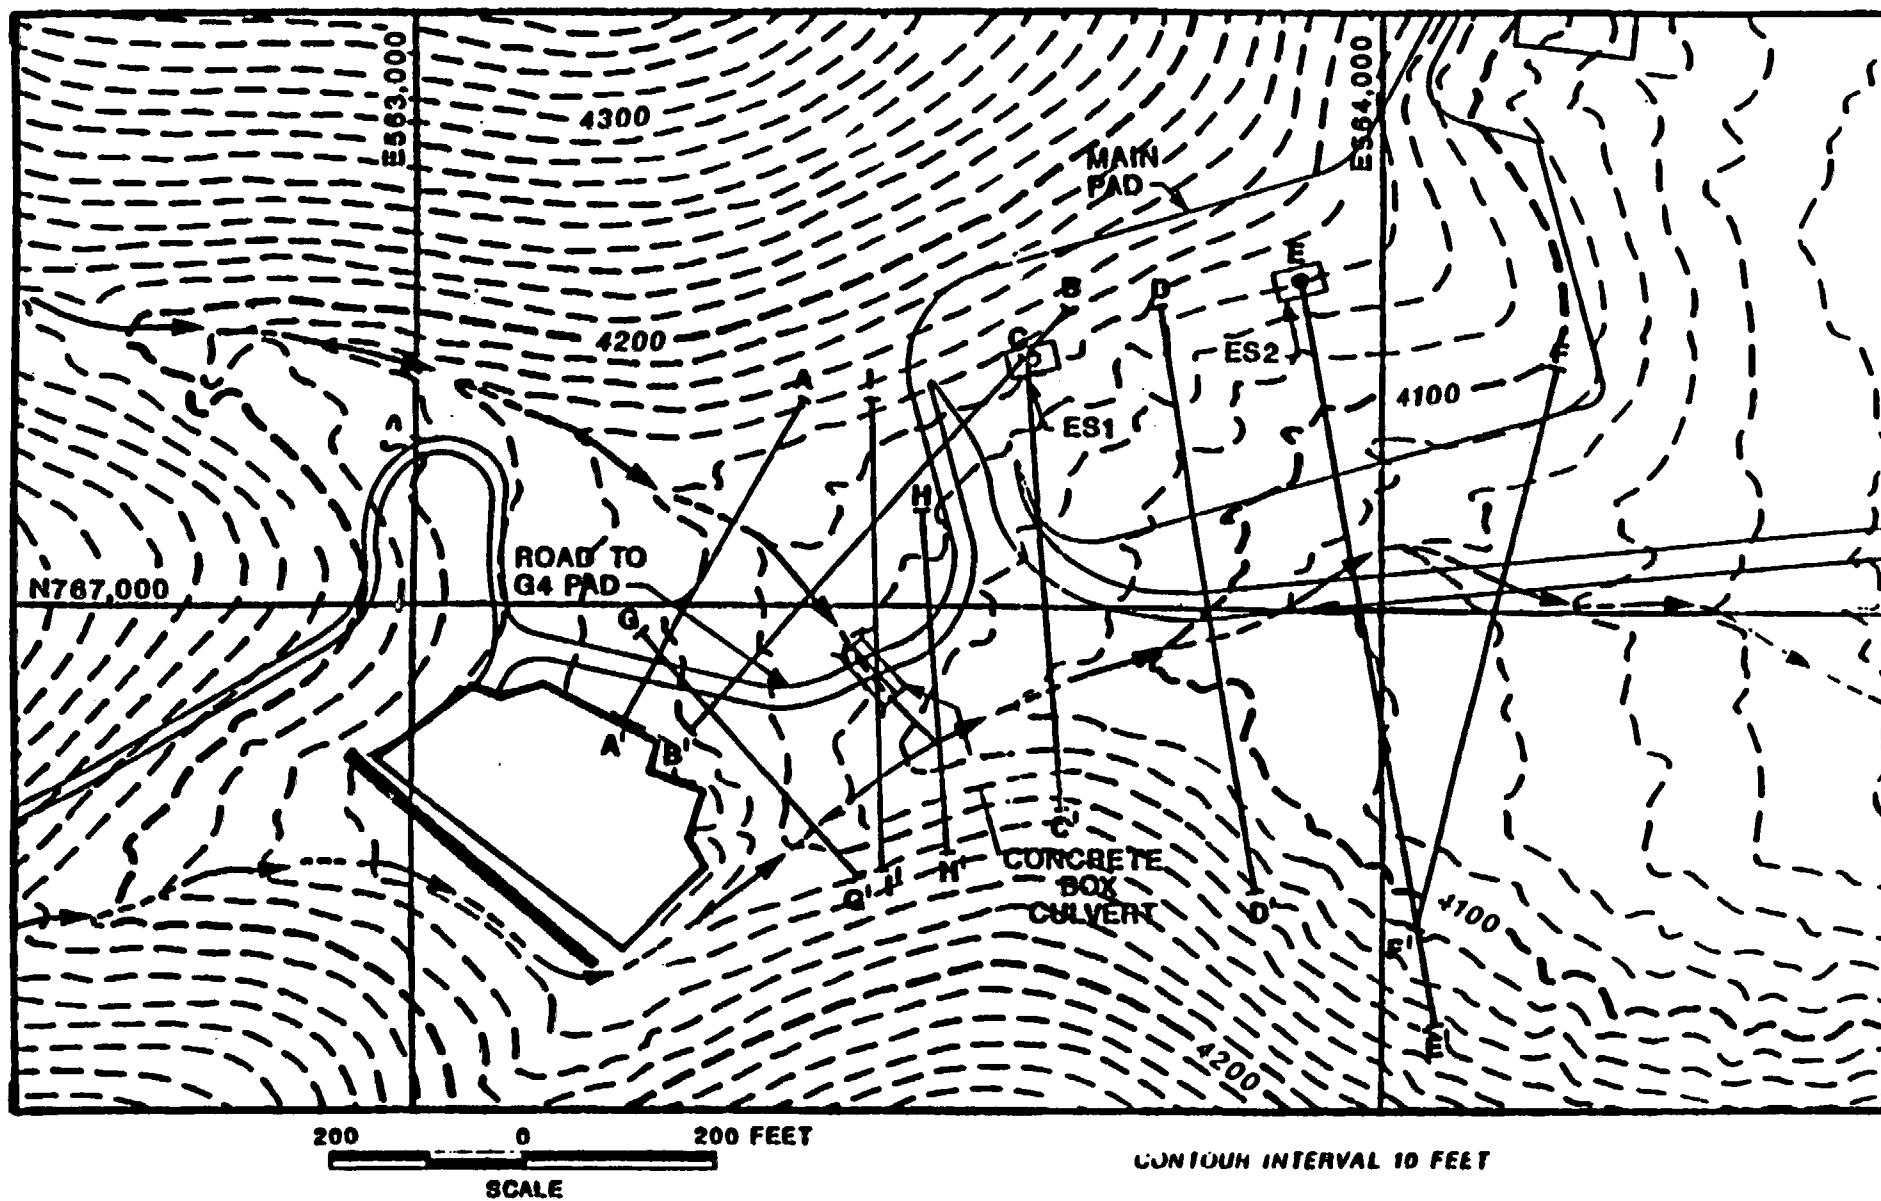 E563,000
4300
E564,000
MAIN
PAD
4200
E
B
D
C
ES2
A
I
F
4100
ES1
H
ROAD TO
G4 PAD
N767,000
G
A'
B'
C'
CONCRETE
BOX
CULVERT
G'
I'
H'
D'
4100
F'
E'
4200
200 0 200 FEET
SCALE
CONTOUR INTERVAL 10 FEET